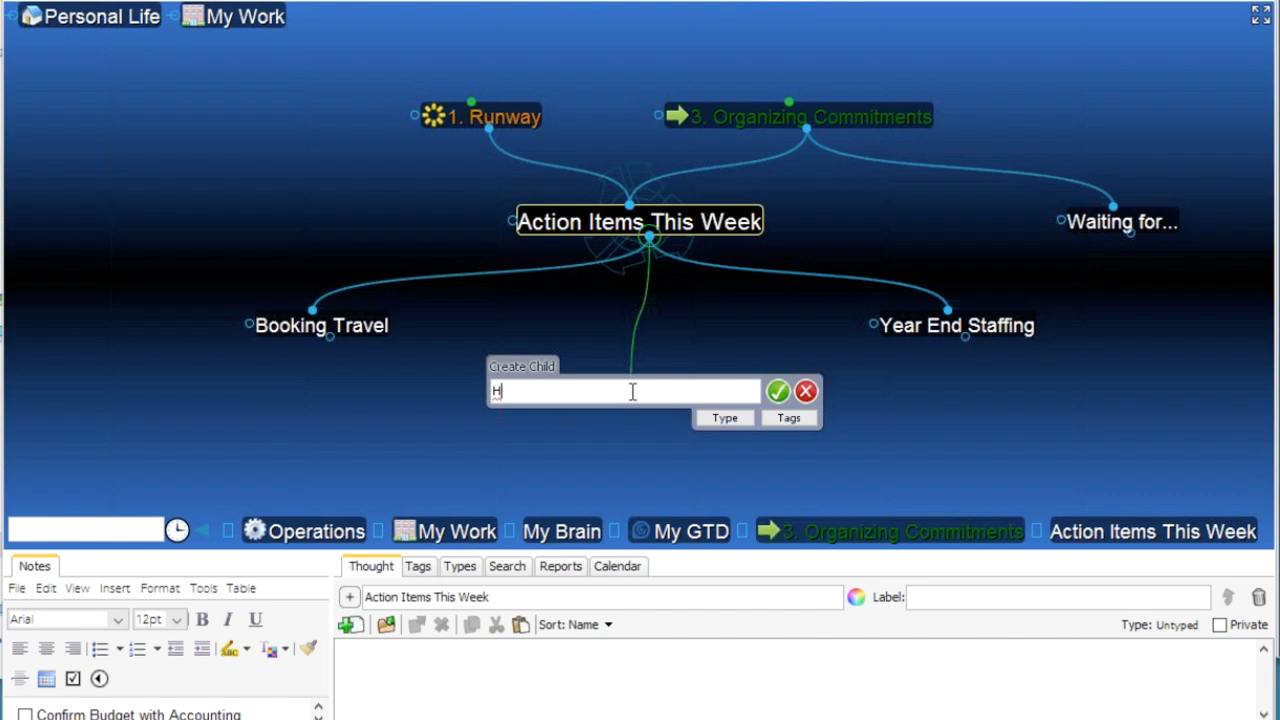 Personal Life My Work
1. Runway 3. Organizing Commitments
Action Items This Week Waiting for...
Booking Travel Year End Staffing
Create Child
H
Type Tags
Operations My Work My Brain My GTD 3. Organizing Commitments Action Items This Week
Notes Thought Tags Types Search Reports Calendar
File Edit View Insert Format Tools Table
Action Items This Week Label:
Arial 12pt B I U
Sort: Name Type: Untyped Private
ABC T
Confirm Budget with Accounting